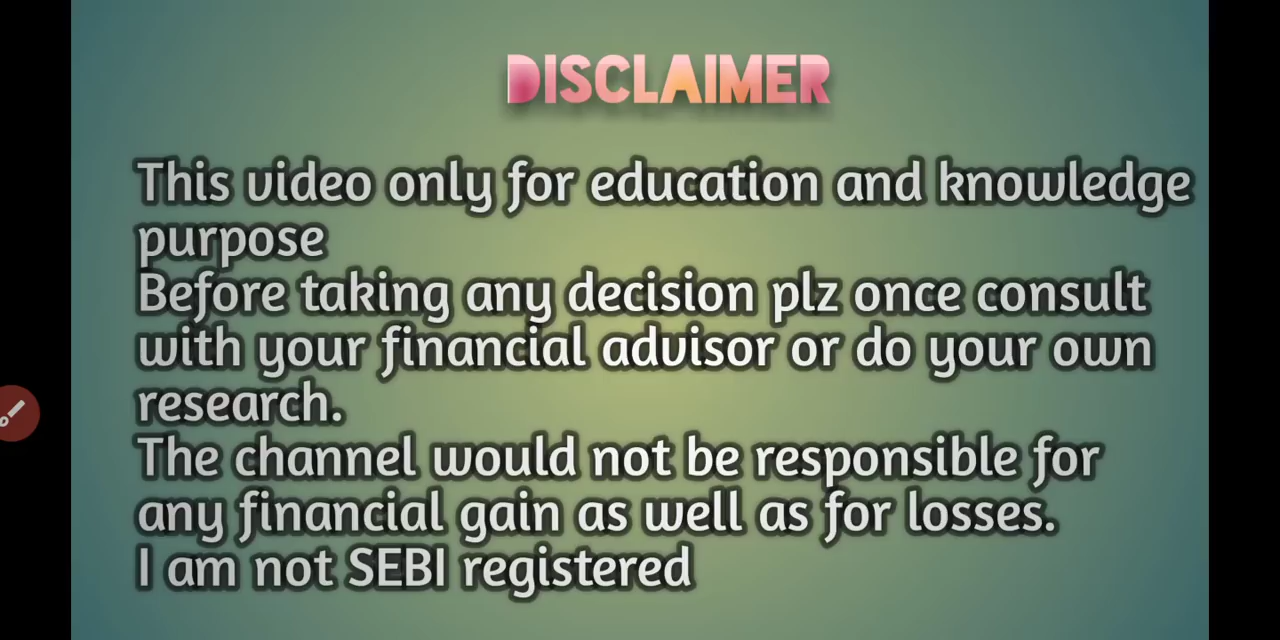 DISCLAIMER
This video only for education and knowledge
purpose
Before taking any decision plz once consult
with your financial advisor or do your own
research.
The channel would not be responsible for
any financial gain as well as for losses.
I am not SEBI registered